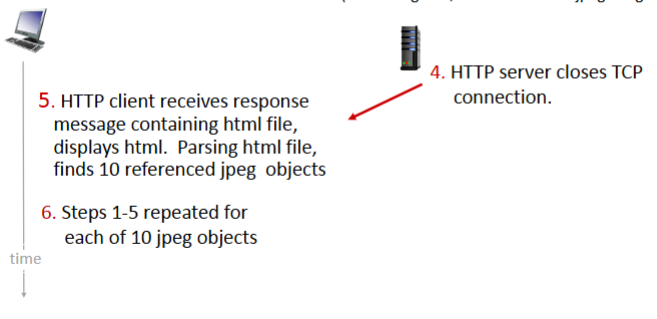 4. HTTP server closes TCP
connection.
5. HTTP client receives response
message containing html file,
displays html. Parsing html file,
finds 10 referenced jpeg objects
6. Steps 1-5 repeated for
each of 10 jpeg objects
time